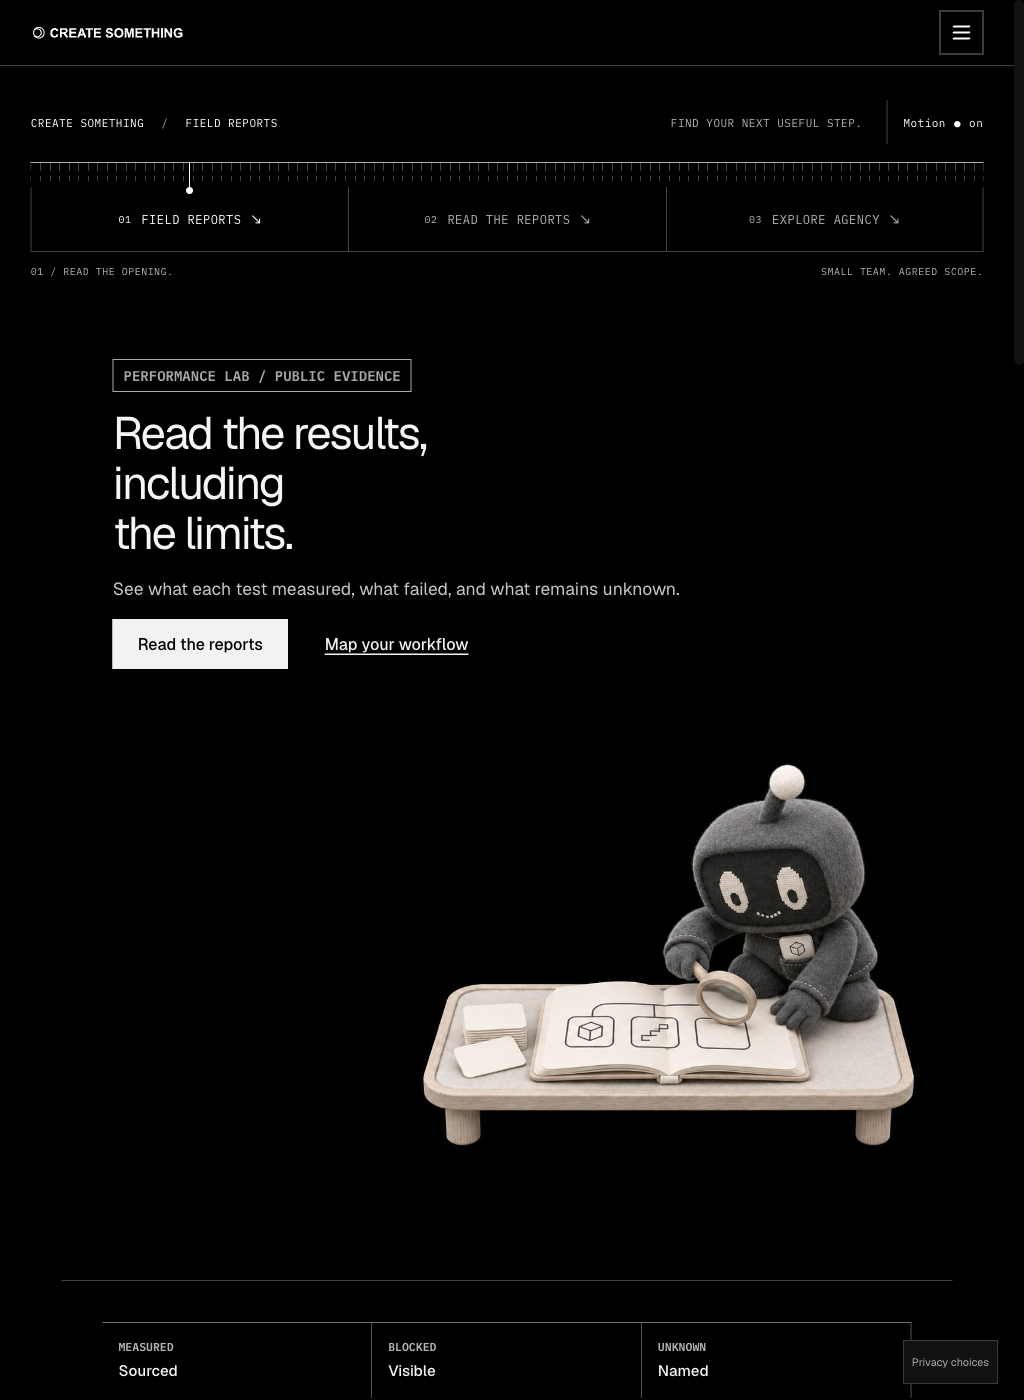 CREATE SOMETHING
CREATE SOMETHING / FIELD REPORTS
FIND YOUR NEXT USEFUL STEP.
Motion ● on
01 FIELD REPORTS ↘
02 READ THE REPORTS ↘
03 EXPLORE AGENCY ↘
01 / READ THE OPENING.
SMALL TEAM. AGREED SCOPE.
PERFORMANCE LAB / PUBLIC EVIDENCE
Read the results,
including
the limits.
See what each test measured, what failed, and what remains unknown.
Read the reports
Map your workflow
MEASURED
Sourced
BLOCKED
Visible
UNKNOWN
Named
Privacy choices